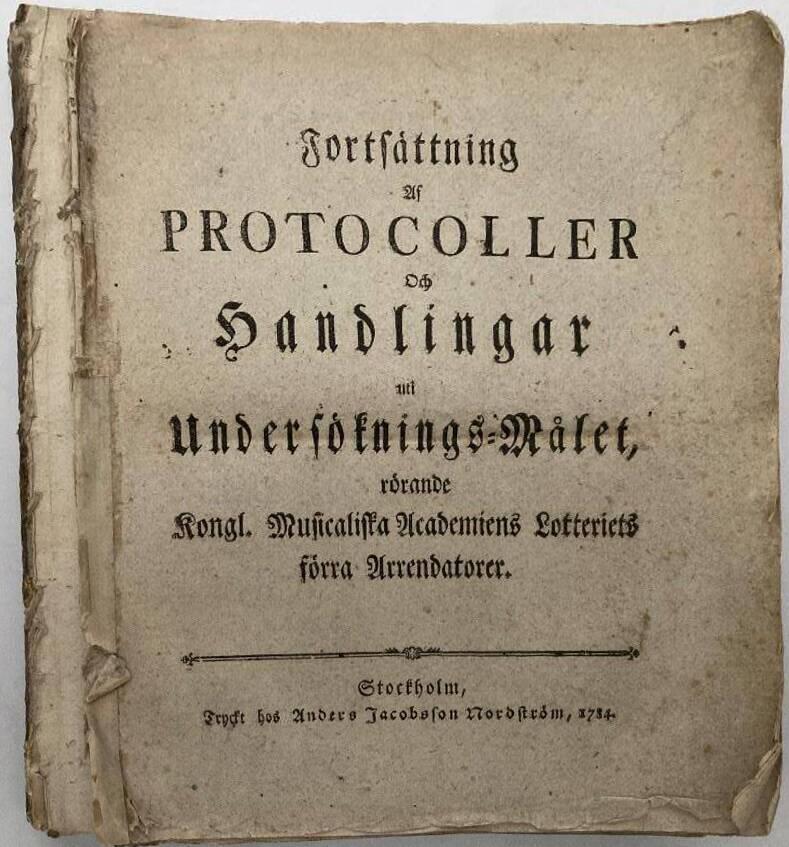 Fortsättning
Af
PROTOCOLLER
Och
Handlingar
uti
Undersöknings-Målet,
rörande
Kongl. Musicaliska Academiens Lotteriets
förra Arrendatorer.
Stockholm,
Tryckt hos Anders Jacobsson Nordström, 1784.